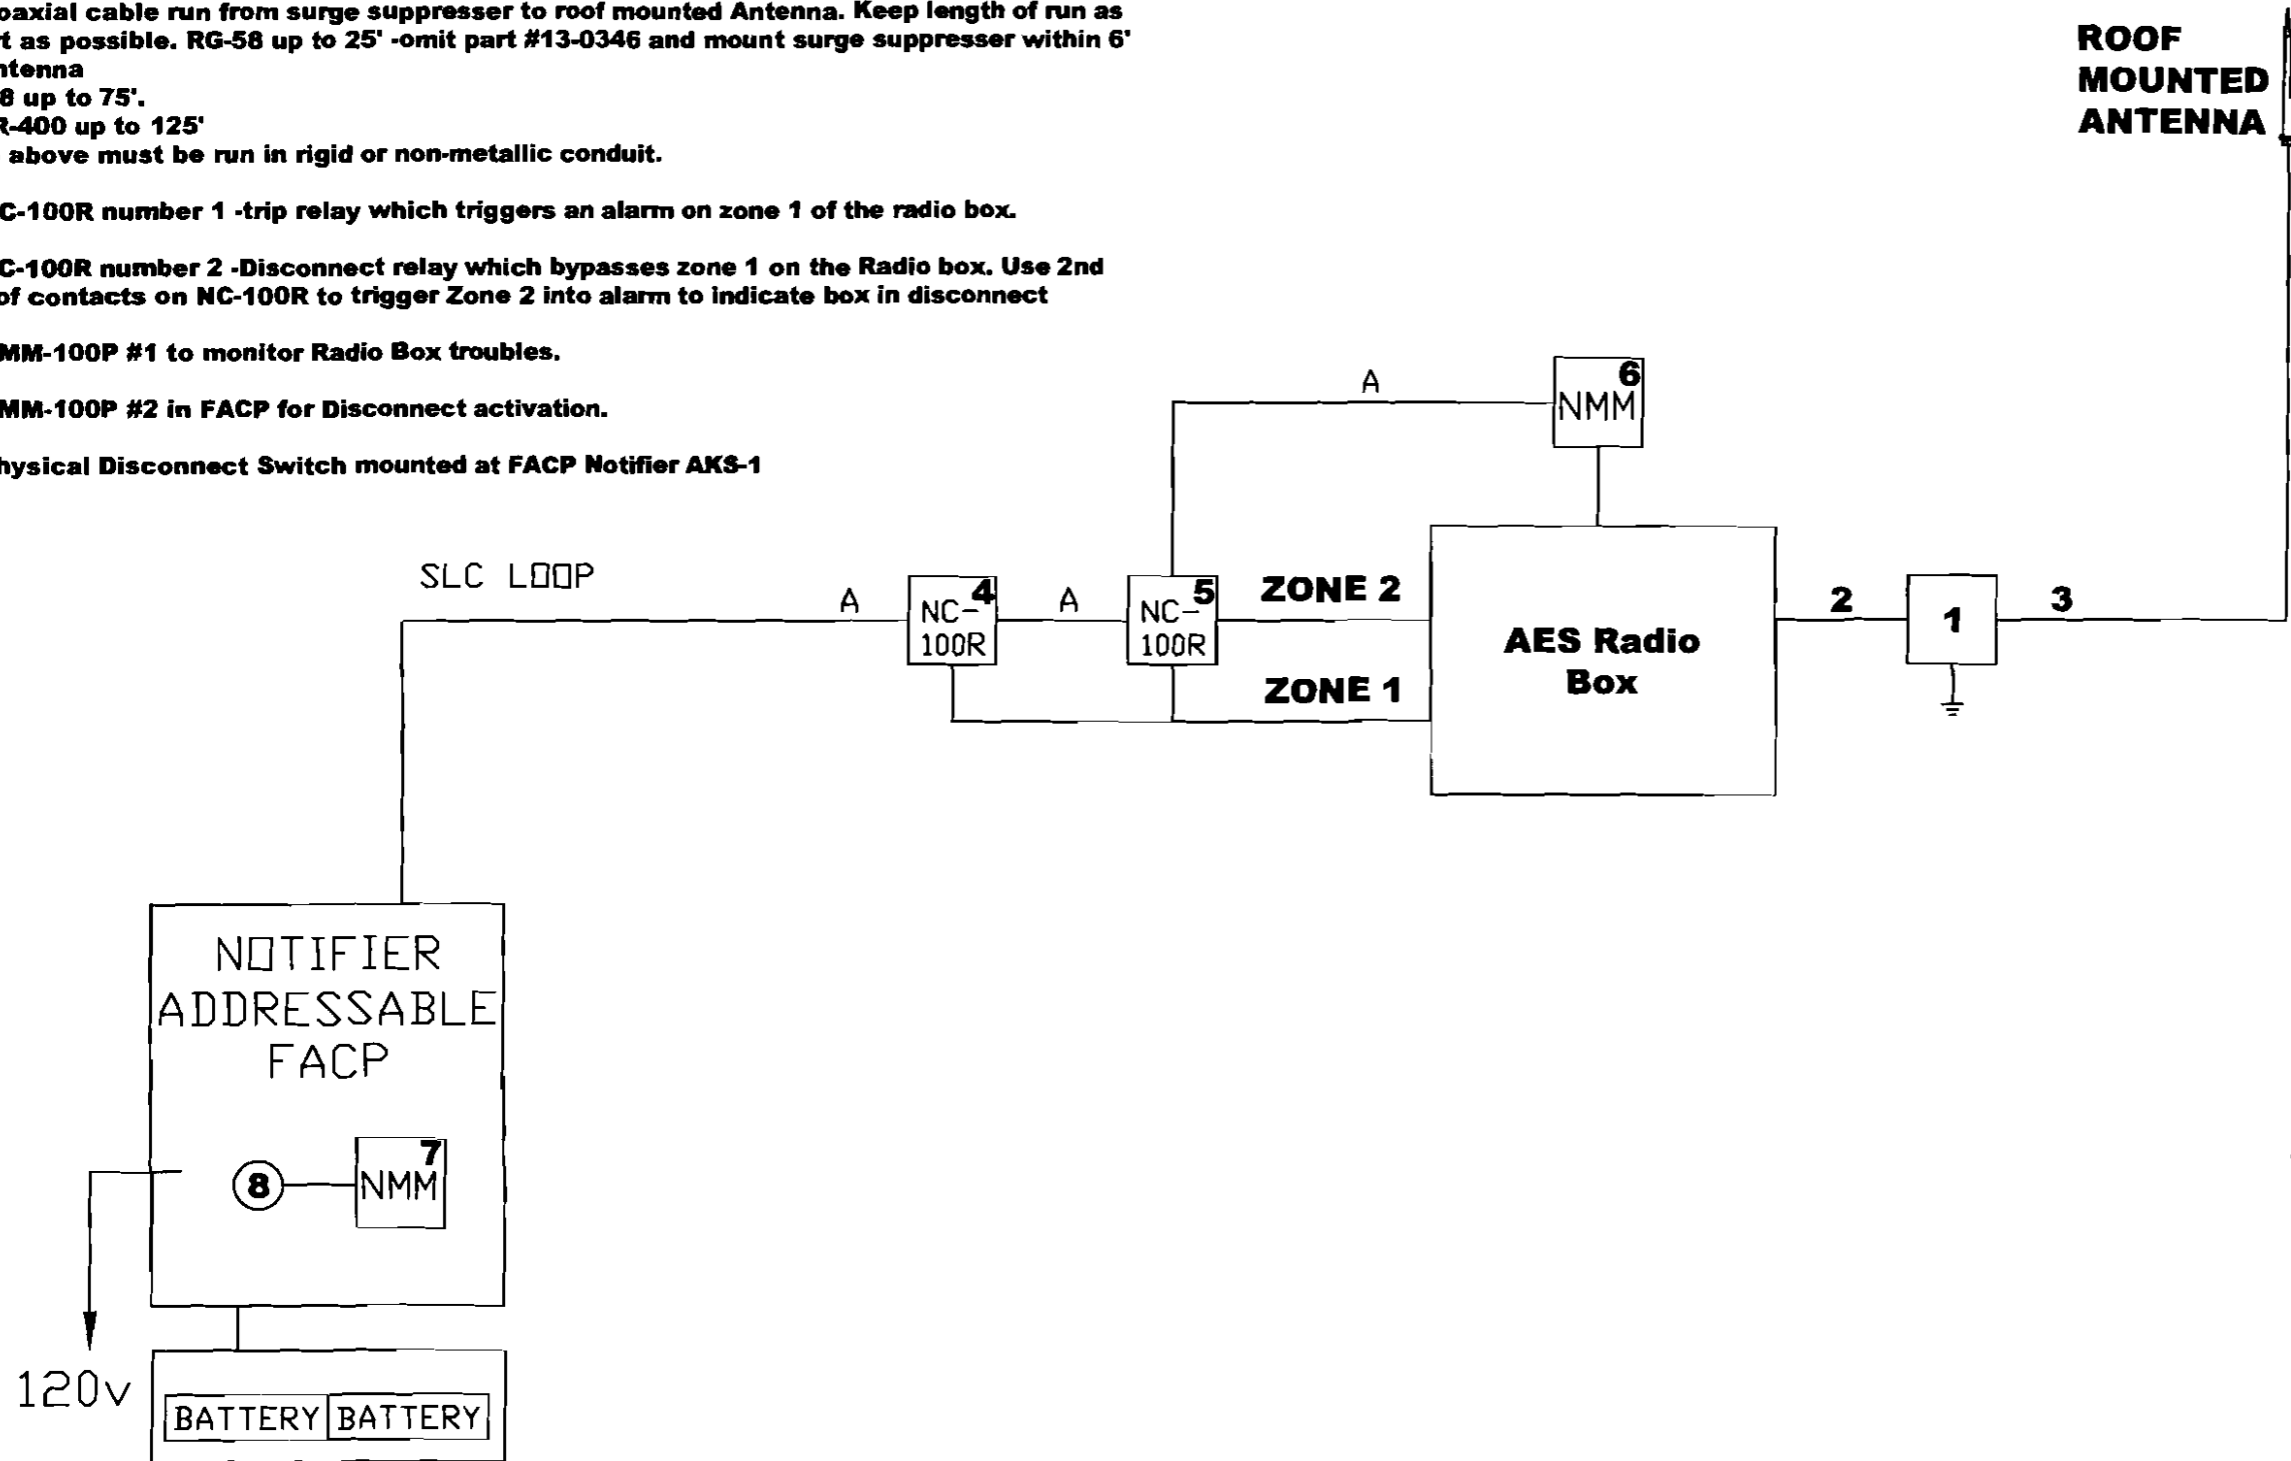 oaxial cable run from surge suppresser to roof mounted Antenna. Keep length of run as
t as possible. RG-58 up to 25' -omit part #13-0346 and mount surge suppresser within 6'
ntenna
8 up to 75'.
R-400 up to 125'
above must be run in rigid or non-metallic conduit.
C-100R number 1 -trip relay which triggers an alarm on zone 1 of the radio box.
C-100R number 2 -Disconnect relay which bypasses zone 1 on the Radio box. Use 2nd
of contacts on NC-100R to trigger Zone 2 into alarm to indicate box in disconnect
MM-100P #1 to monitor Radio Box troubles.
MM-100P #2 in FACP for Disconnect activation.
hysical Disconnect Switch mounted at FACP Notifier AKS-1
ROOF
MOUNTED
ANTENNA
A
6
NMM
SLC LOOP
A
4
NC-
100R
A
5
NC-
100R
ZONE 2
ZONE 1
AES Radio
Box
2
1
3
NOTIFIER
ADDRESSABLE
FACP
8
7
NMM
120v
BATTERY
BATTERY